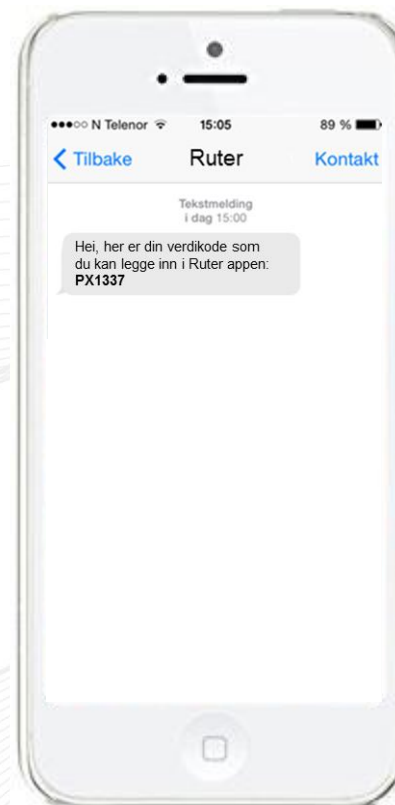 ●●●○○ N Telenor 15:05 89 %
Tilbake Ruter Kontakt
Tekstmelding
i dag 15:00
Hei, her er din verdikode som
du kan legge inn i Ruter appen:
PX1337